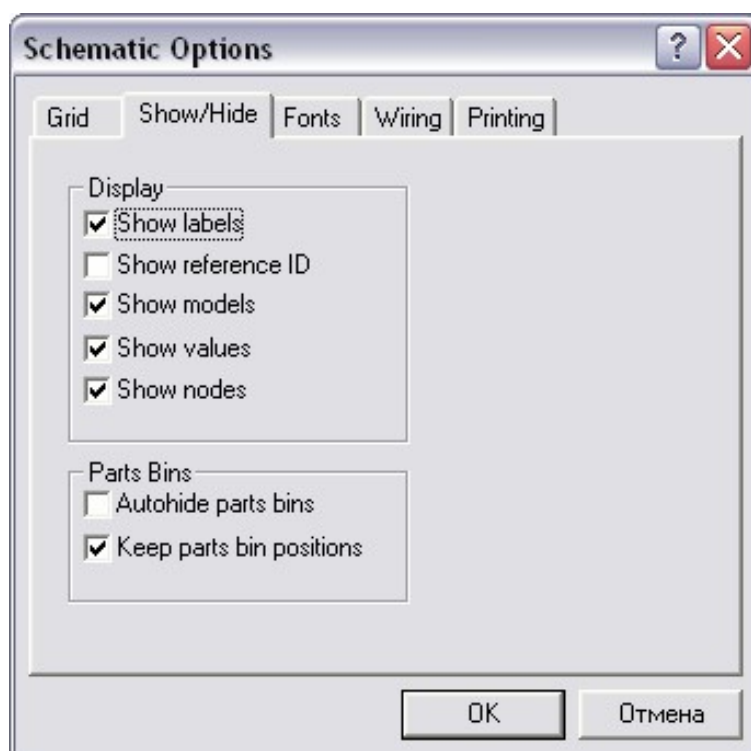 Schematic Options
Grid Show/Hide Fonts Wiring Printing
Display
Show labels
Show reference ID
Show models
Show values
Show nodes
Parts Bins
Autohide parts bins
Keep parts bin positions
OK Отмена